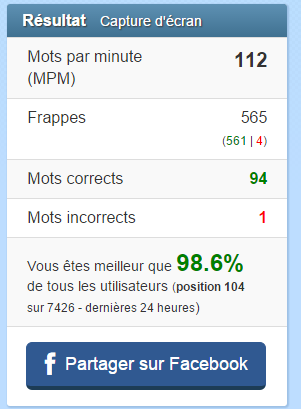 Résultat Capture d'écran
Mots par minute 112
(MPM)
Frappes 565
(561 | 4)
Mots corrects 94
Mots incorrects 1
Vous êtes meilleur que 98.6%
de tous les utilisateurs (position 104
sur 7426 - dernières 24 heures)
f Partager sur Facebook